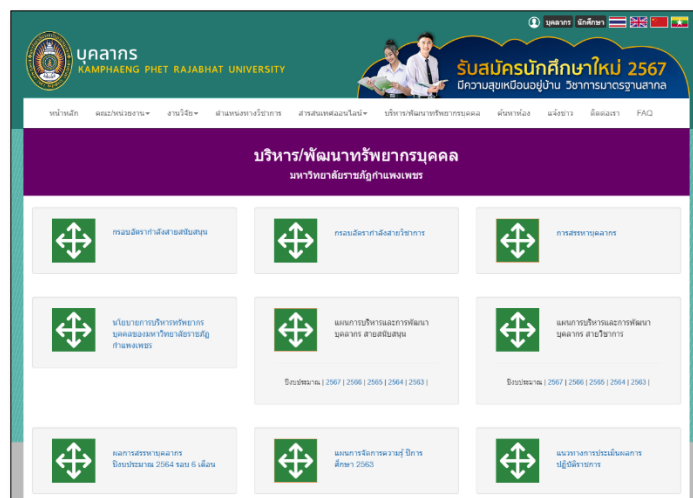 บุคลากร นักศึกษา
บุคลากร
KAMPHAENG PHET RAJABHAT UNIVERSITY
รับสมัครนักศึกษาใหม่ 2567
มีความสุขเหมือนอยู่บ้าน วิชาการมาตรฐานสากล
หน้าหลัก คณะ/หน่วยงาน งานวิจัย ตำแหน่งทางวิชาการ สารสนเทศออนไลน์ บริหาร/พัฒนาทรัพยากรบุคคล ค้นหาห้อง แจ้งข่าว ติดต่อเรา FAQ
บริหาร/พัฒนาทรัพยากรบุคคล
มหาวิทยาลัยราชภัฏกำแพงเพชร
กรอบอัตรากำลังสายสนับสนุน
กรอบอัตรากำลังสายวิชาการ
การสรรหาบุคลากร
นโยบายการบริหารทรัพยากร
บุคคลของมหาวิทยาลัยราชภัฏ
กำแพงเพชร
แผนการบริหารและการพัฒนา
บุคลากร สายสนับสนุน
ปีงบประมาณ | 2567 | 2566 | 2565 | 2564 | 2563 |
แผนการบริหารและการพัฒนา
บุคลากร สายวิชาการ
ปีงบประมาณ | 2567 | 2566 | 2565 | 2564 | 2563 |
ผลการสรรหาบุคลากร
ปีงบประมาณ 2564 รอบ 6 เดือน
แผนการจัดการความรู้ ปีการ
ศึกษา 2563
แนวทางการประเมินผลการ
ปฏิบัติราชการ